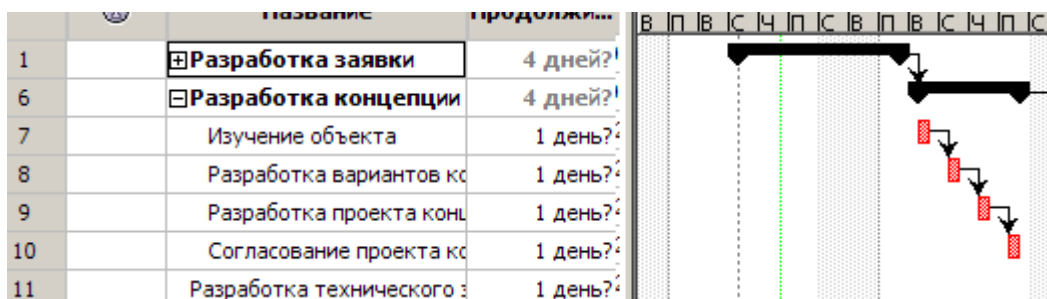 Название Продолжи... В П В С Ч П С В П В С Ч П С
1 Разработка заявки 4 дней?
6 Разработка концепции 4 дней?
7 Изучение объекта 1 день?
8 Разработка вариантов ко 1 день?
9 Разработка проекта конц 1 день?
10 Согласование проекта ко 1 день?
11 Разработка технического з 1 день?